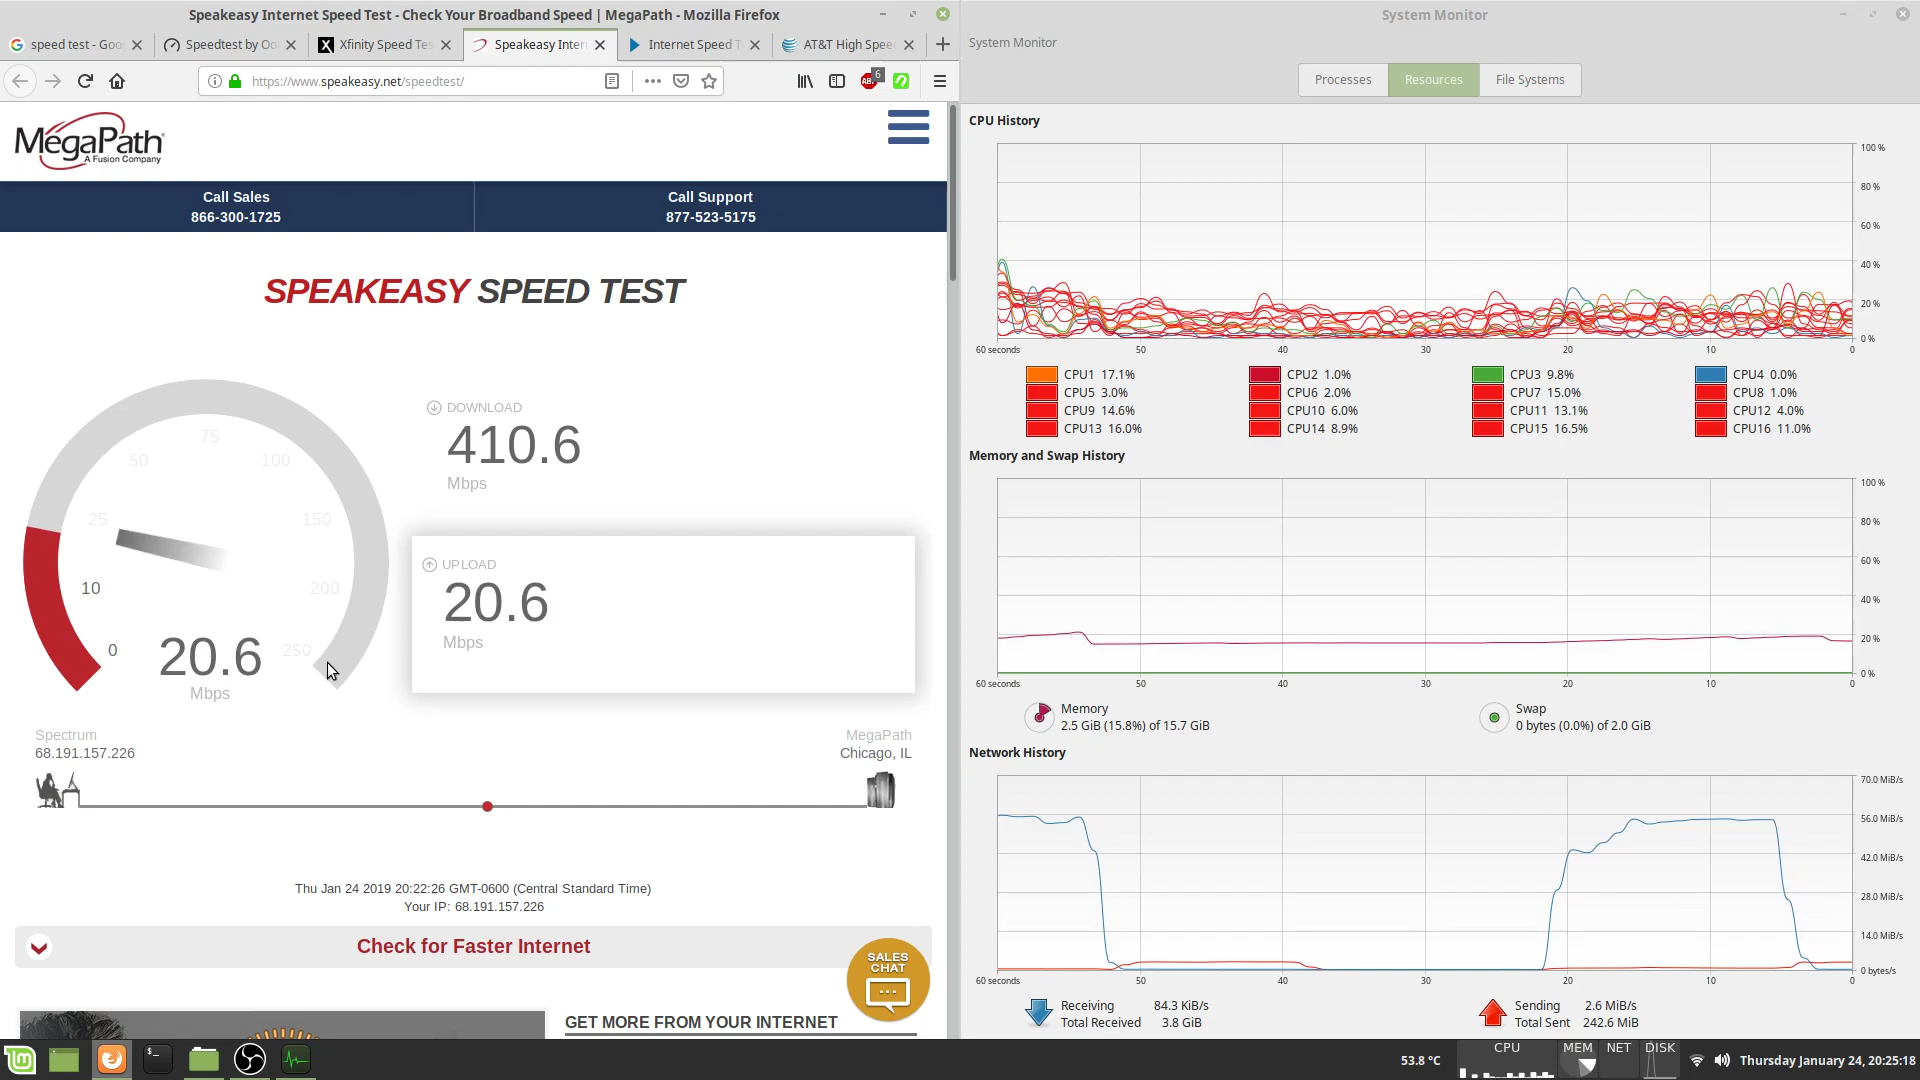 Speakeasy Internet Speed Test - Check Your Broadband Speed | MegaPath - Mozilla Firefox
speed test - Goo
Speedtest by Ool
Xfinity Speed Tes
Speakeasy Inter
Internet Speed T
AT&T High Spee
https://www.speakeasy.net/speedtest/
ABP
6
MegaPath
A Fusion Company
Call Sales
866-300-1725
Call Support
877-523-5175
SPEAKEASY SPEED TEST
75
50
100
25
150
10
200
0
250
20.6
Mbps
DOWNLOAD
410.6
Mbps
UPLOAD
20.6
Mbps
Spectrum
68.191.157.226
MegaPath
Chicago, IL
Thu Jan 24 2019 20:22:26 GMT-0600 (Central Standard Time)
Your IP: 68.191.157.226
Check for Faster Internet
SALES
CHAT
GET MORE FROM YOUR INTERNET
System Monitor
System Monitor
Processes
Resources
File Systems
CPU History
100 %
80 %
60 %
40 %
20 %
0 %
60 seconds 50 40 30 20 10 0
CPU1 17.1% CPU2 1.0% CPU3 9.8% CPU4 0.0%
CPU5 3.0% CPU6 2.0% CPU7 15.0% CPU8 1.0%
CPU9 14.6% CPU10 6.0% CPU11 13.1% CPU12 4.0%
CPU13 16.0% CPU14 8.9% CPU15 16.5% CPU16 11.0%
Memory and Swap History
100 %
80 %
60 %
40 %
20 %
0 %
60 seconds 50 40 30 20 10 0
Memory
2.5 GiB (15.8%) of 15.7 GiB
Swap
0 bytes (0.0%) of 2.0 GiB
Network History
70.0 MiB/s
56.0 MiB/s
42.0 MiB/s
28.0 MiB/s
14.0 MiB/s
0 bytes/s
60 seconds 50 40 30 20 10 0
Receiving 84.3 KiB/s
Total Received 3.8 GiB
Sending 2.6 MiB/s
Total Sent 242.6 MiB
53.8 °C
CPU
MEM
NET
DISK
Thursday January 24, 20:25:18